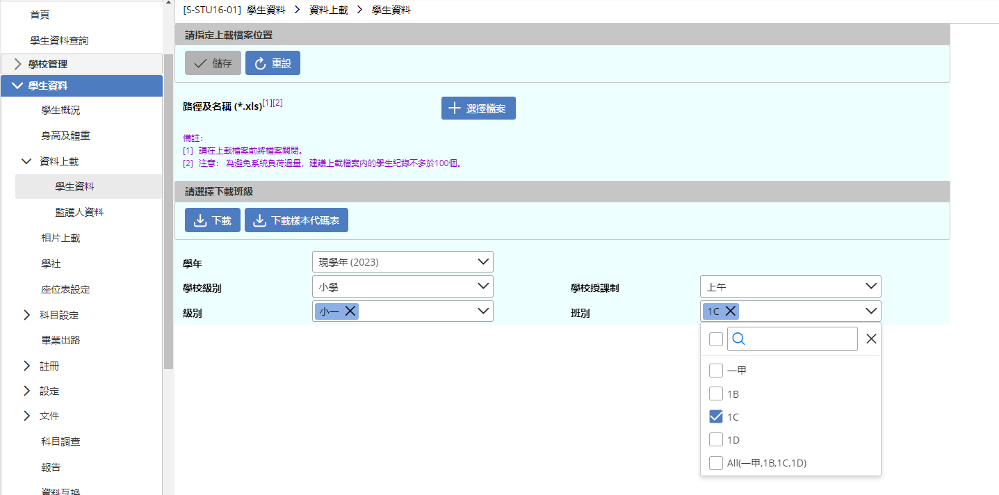 首頁
學生資料查詢
學校管理
學生資料
學生概況
身高及體重
資料上載
學生資料
監護人資料
相片上載
學社
座位表設定
科目設定
畢業出路
註冊
設定
文件
科目調查
報告
資料互換
[S-STU16-01] 學生資料 > 資料上載 > 學生資料
請指定上載檔案位置
儲存 重設
路徑及名稱 (*.xls)[1][2] 選擇檔案
備註:
[1] 請在上載檔案前將檔案關閉。
[2] 注意: 為避免系統負荷過量, 建議上載檔案內的學生紀錄不多於100個。
請選擇下載班級
下載 下載樣本代碼表
學年 現學年 (2023)
學校級別 小學 學校授課制 上午
級別 小一 班別 1C
一甲
1B
1C
1D
All(一甲,1B,1C,1D)